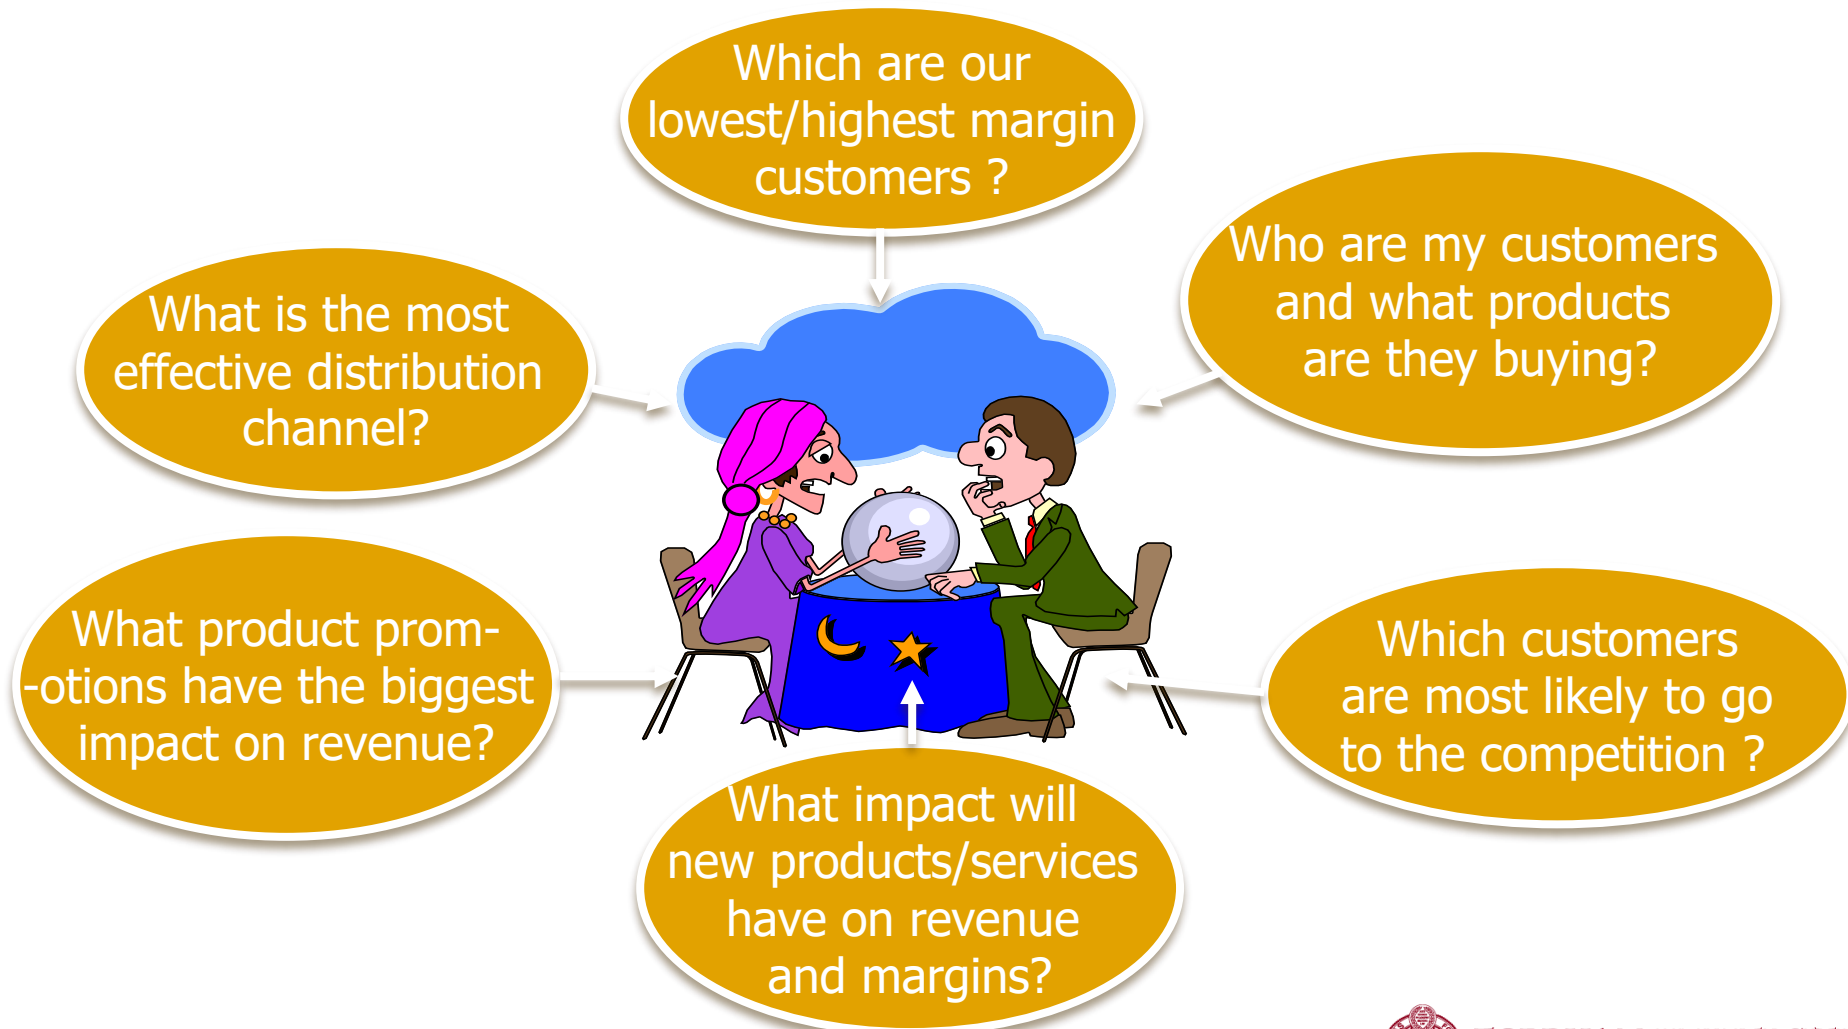 Which are our
lowest/highest margin
customers ?
Who are my customers
and what products
are they buying?
What is the most
effective distribution
channel?
What product prom-
-otions have the biggest
impact on revenue?
Which customers
are most likely to go
to the competition ?
What impact will
new products/services
have on revenue
and margins?